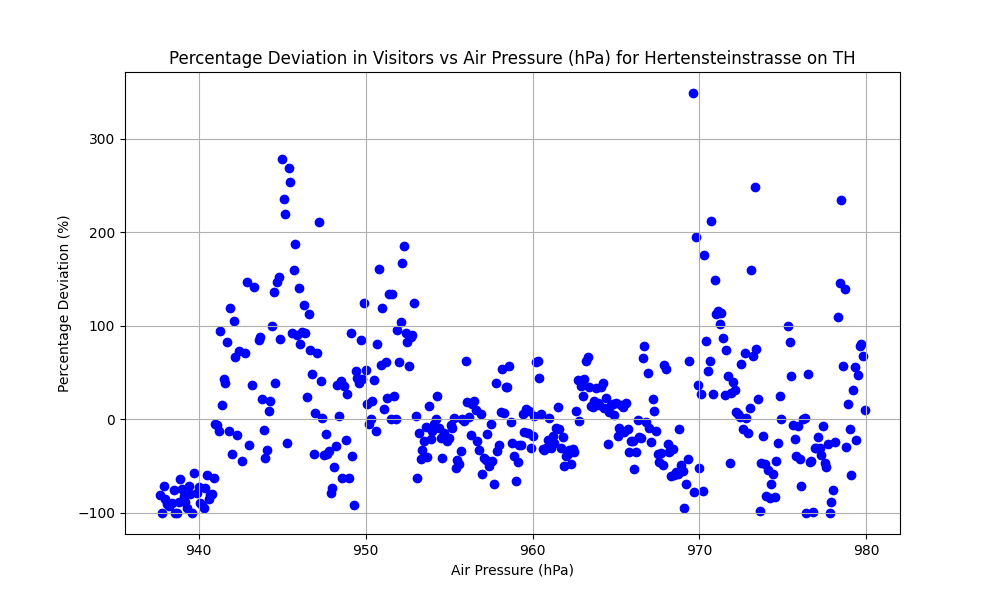 Percentage Deviation in Visitors vs Air Pressure (hPa) for Hertensteinstrasse on TH
Percentage Deviation (%)
300
200
100
0
−100
940 950 960 970 980
Air Pressure (hPa)